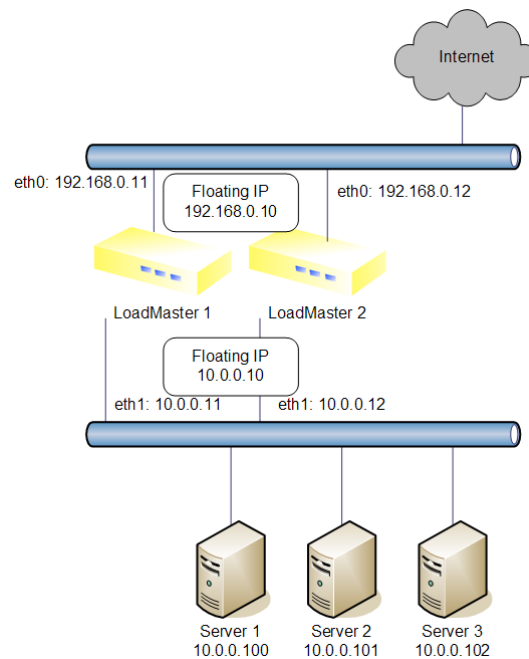 Internet
eth0: 192.168.0.11
Floating IP
192.168.0.10
eth0: 192.168.0.12
LoadMaster 1
LoadMaster 2
Floating IP
10.0.0.10
eth1: 10.0.0.11
eth1: 10.0.0.12
Server 1
10.0.0.100
Server 2
10.0.0.101
Server 3
10.0.0.102